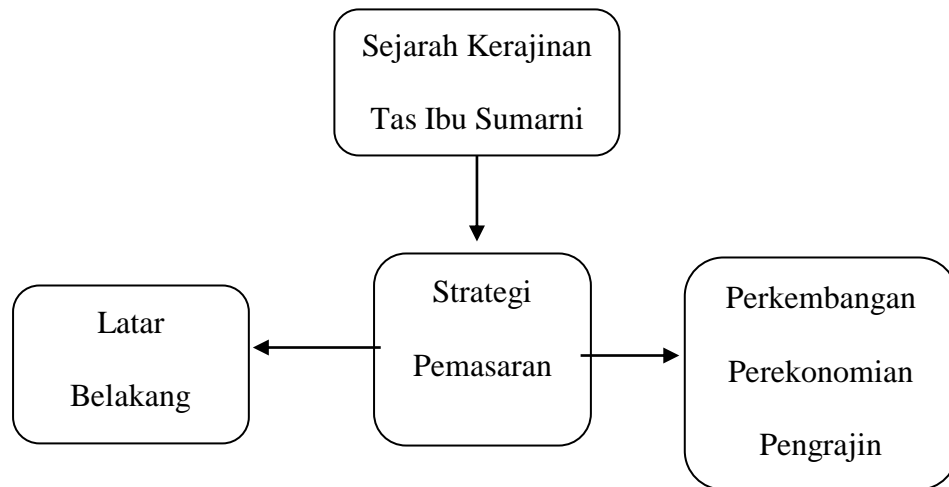 Sejarah Kerajinan
Tas Ibu Sumarni
Latar
Belakang
Strategi
Pemasaran
Perkembangan
Perekonomian
Pengrajin